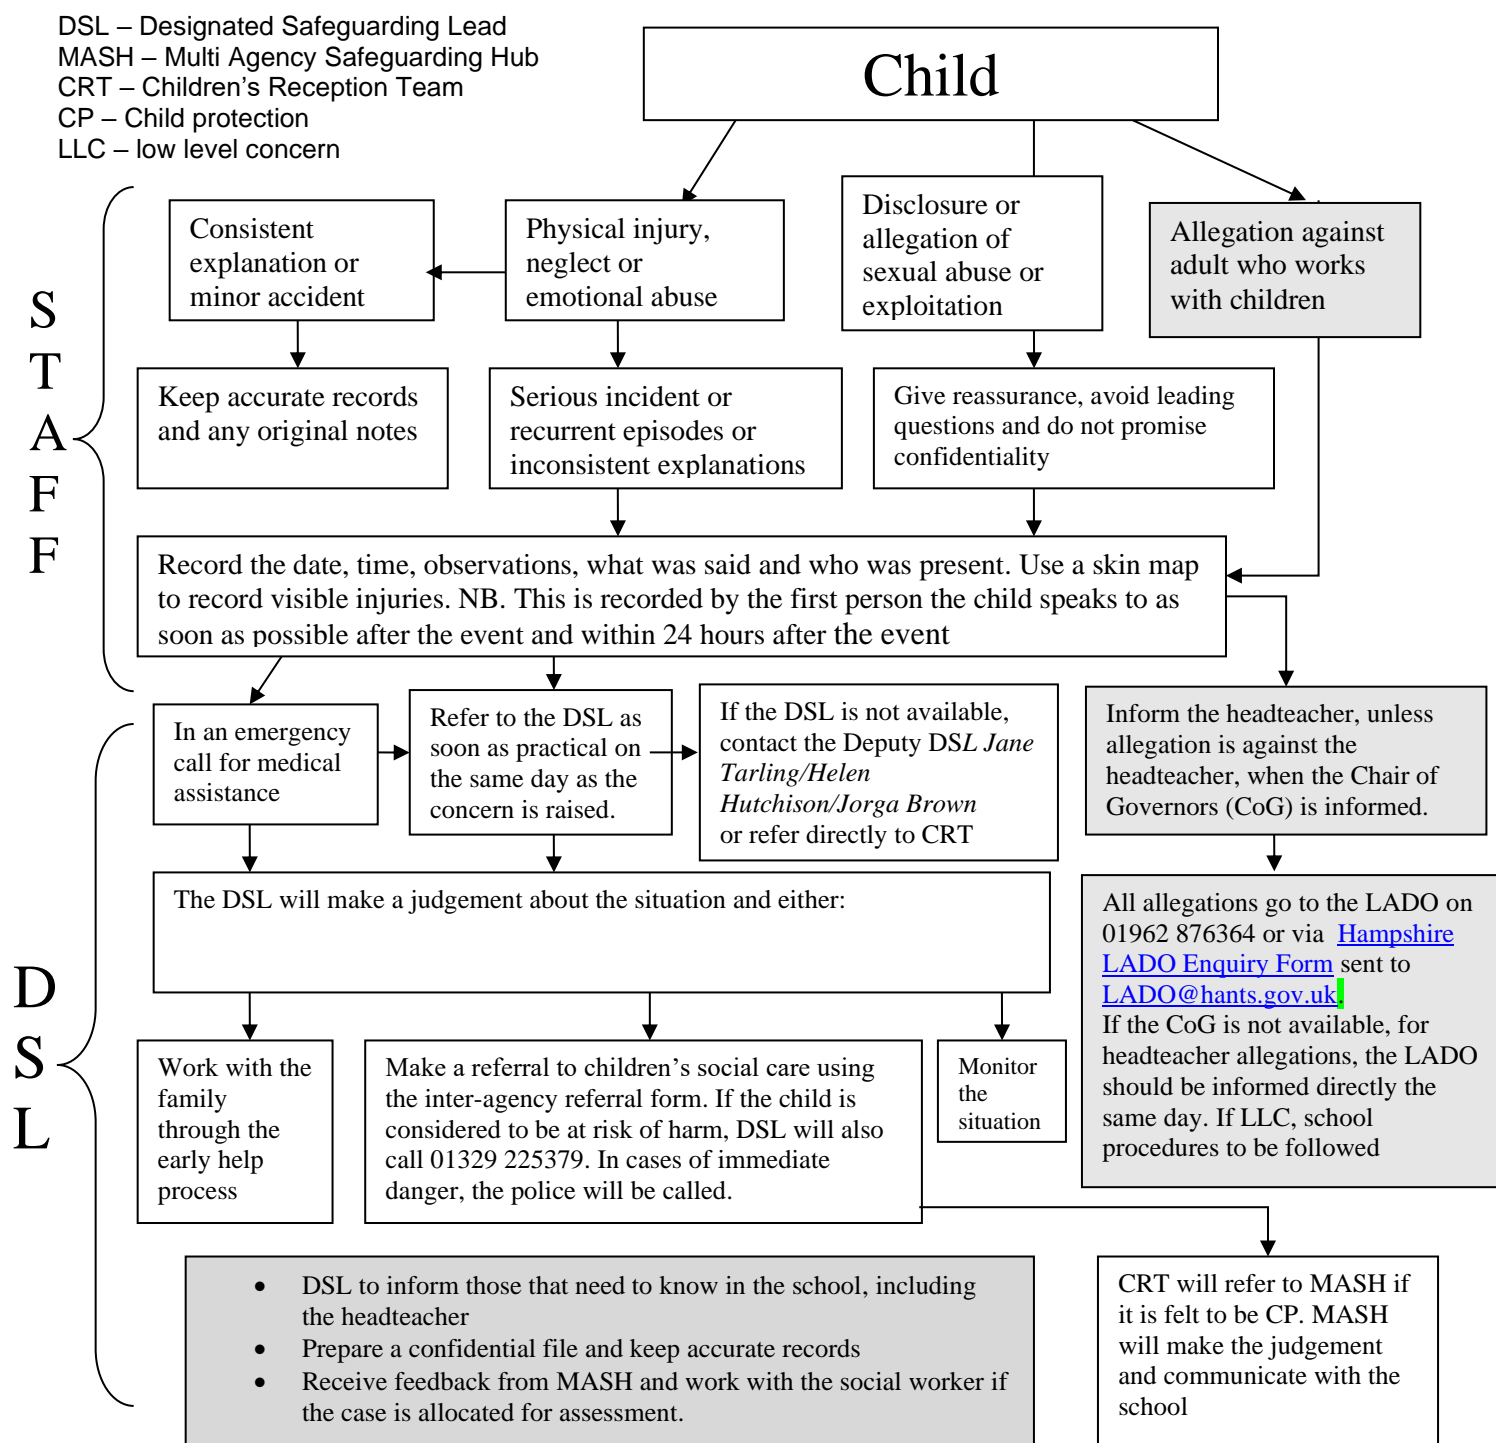 DSL – Designated Safeguarding Lead
MASH – Multi Agency Safeguarding Hub
CRT – Children's Reception Team
CP – Child protection
LLC – low level concern
Child
S
T
A
F
F
Consistent
explanation or
minor accident
Physical injury,
neglect or
emotional abuse
Disclosure or
allegation of
sexual abuse or
exploitation
Allegation against
adult who works
with children
Keep accurate records
and any original notes
Serious incident or
recurrent episodes or
inconsistent explanations
Give reassurance, avoid leading
questions and do not promise
confidentiality
Record the date, time, observations, what was said and who was present. Use a skin map
to record visible injuries. NB. This is recorded by the first person the child speaks to as
soon as possible after the event and within 24 hours after the event
D
S
L
In an emergency
call for medical
assistance
Refer to the DSL as
soon as practical on
the same day as the
concern is raised.
If the DSL is not available,
contact the Deputy DSL Jane
Tarling/Helen
Hutchison/Jorga Brown
or refer directly to CRT
Inform the headteacher, unless
allegation is against the
headteacher, when the Chair of
Governors (CoG) is informed.
The DSL will make a judgement about the situation and either:
All allegations go to the LADO on
01962 876364 or via Hampshire
LADO Enquiry Form sent to
LADO@hants.gov.uk.
If the CoG is not available, for
headteacher allegations, the LADO
should be informed directly the
same day. If LLC, school
procedures to be followed
Work with the
family
through the
early help
process
Make a referral to children's social care using
the inter-agency referral form. If the child is
considered to be at risk of harm, DSL will also
call 01329 225379. In cases of immediate
danger, the police will be called.
Monitor
the
situation
• DSL to inform those that need to know in the school, including
the headteacher
• Prepare a confidential file and keep accurate records
• Receive feedback from MASH and work with the social worker if
the case is allocated for assessment.
CRT will refer to MASH if
it is felt to be CP. MASH
will make the judgement
and communicate with the
school